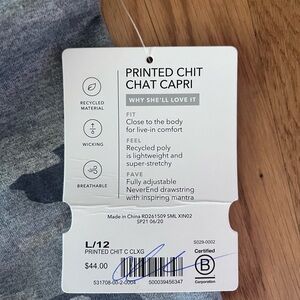 PRINTED CHIT
CHAT CAPRI
WHY SHE'LL LOVE IT
RECYCLED
MATERIAL
FIT
Close to the body
for live-in comfort
WICKING
FEEL
Recycled poly
is lightweight and
super-stretchy
BREATHABLE
FAVE
Fully adjustable
NeverEnd drawstring
with inspiring mantra
Made in China RD261509 SML XIN02
SP21 06/20
L/12
S029-0002
PRINTED CHIT C CLXG
$44.00
Certified
B
Corporation
531708-00-2-0004
500039456347